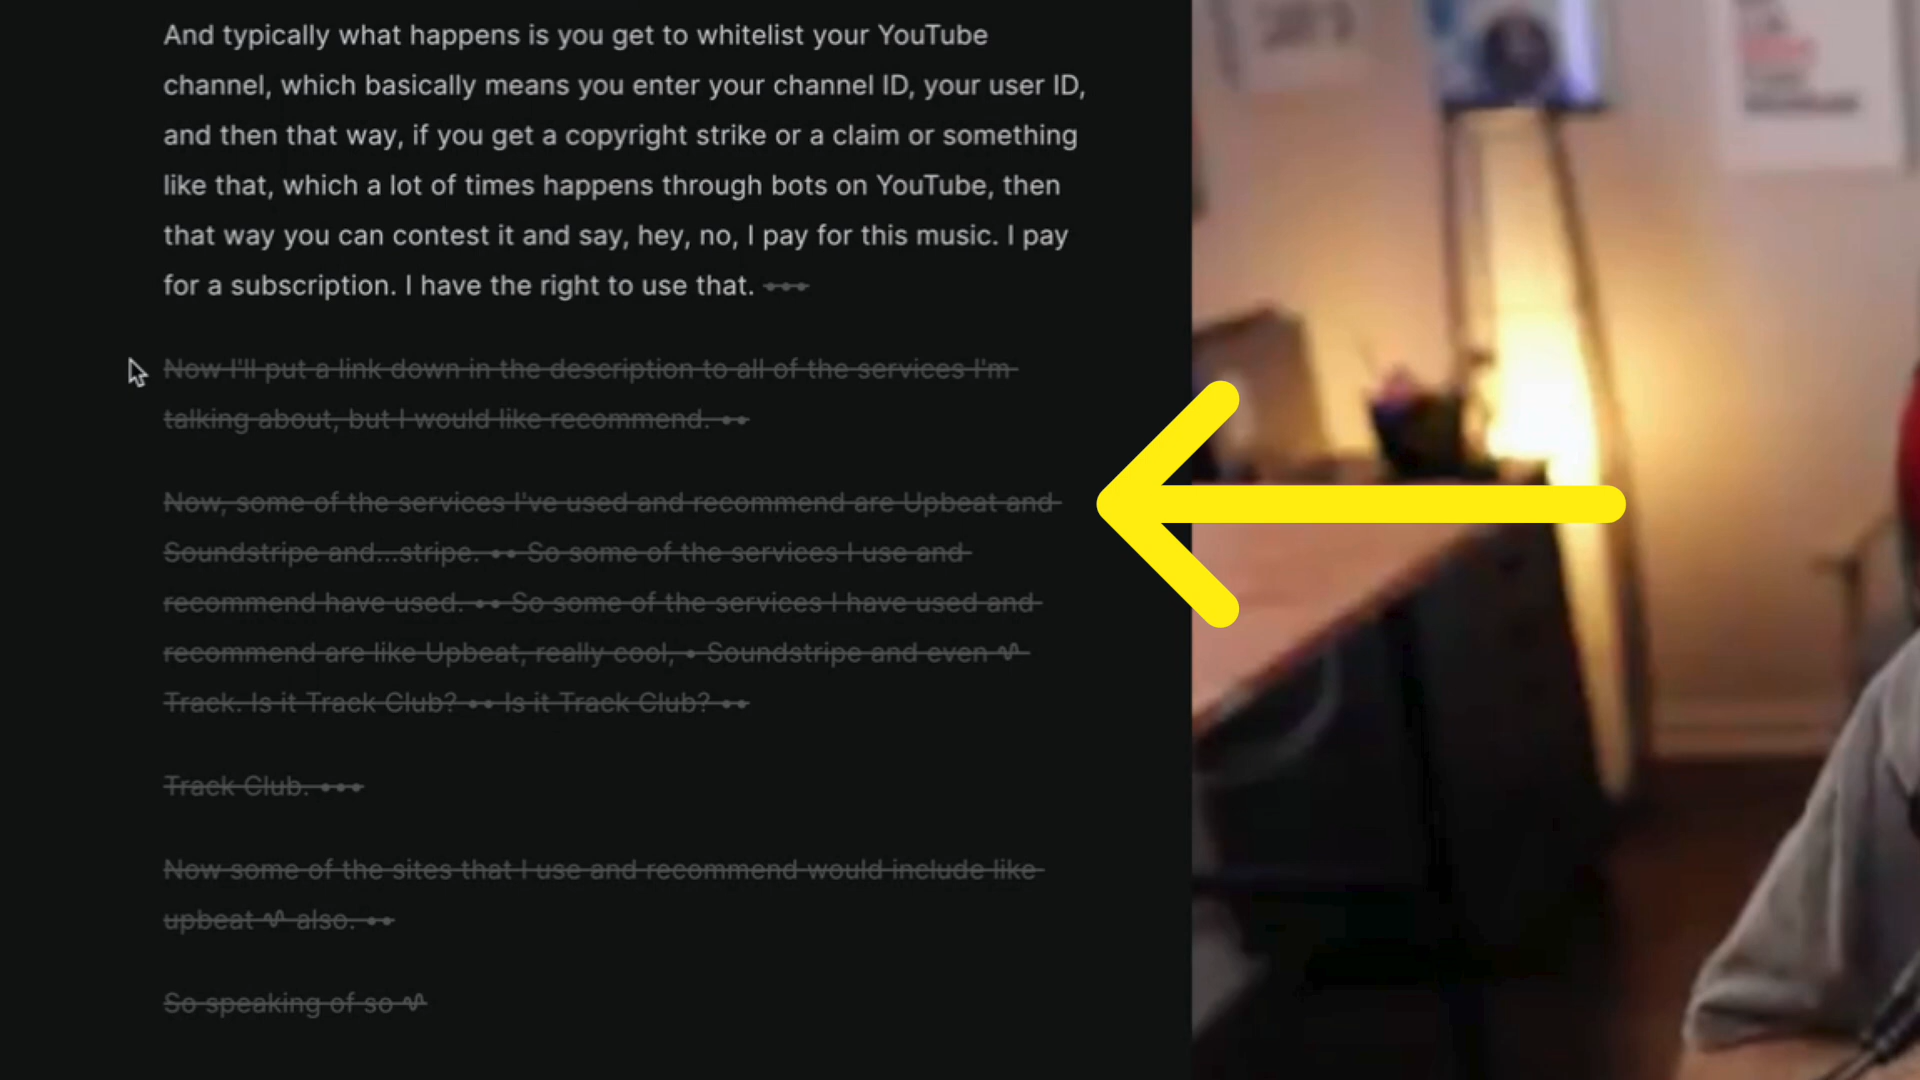 And typically what happens is you get to whitelist your YouTube
channel, which basically means you enter your channel ID, your user ID,
and then that way, if you get a copyright strike or a claim or something
like that, which a lot of times happens through bots on YouTube, then
that way you can contest it and say, hey, no, I pay for this music. I pay
for a subscription. I have the right to use that.
Now I'll put a link down in the description to all of the services I'm
talking about, but I would like recommend.
Now, some of the services I've used and recommend are Upbeat and
Soundstripe and...stripe. So some of the services I use and
recommend have used. So some of the services I have used and
recommend are like Upbeat, really cool, Soundstripe and even
Track. Is it Track Club? Is it Track Club?
Track Club.
Now some of the sites that I use and recommend would include like
upbeat also.
So speaking of so